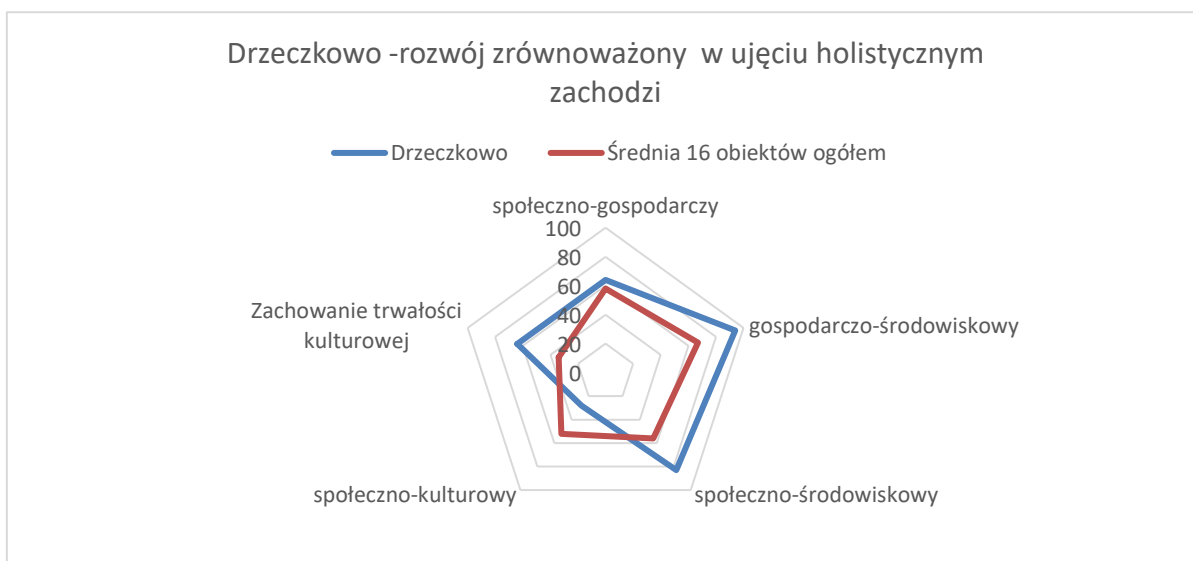 Drzeczkowo -rozwój zrównoważony w ujęciu holistycznym
zachodzi
Drzeczkowo
Średnia 16 obiektów ogółem
społeczno-gospodarczy
100
80
60
40
20
0
gospodarczo-środowiskowy
społeczno-środowiskowy
społeczno-kulturowy
Zachowanie trwałości
kulturowej